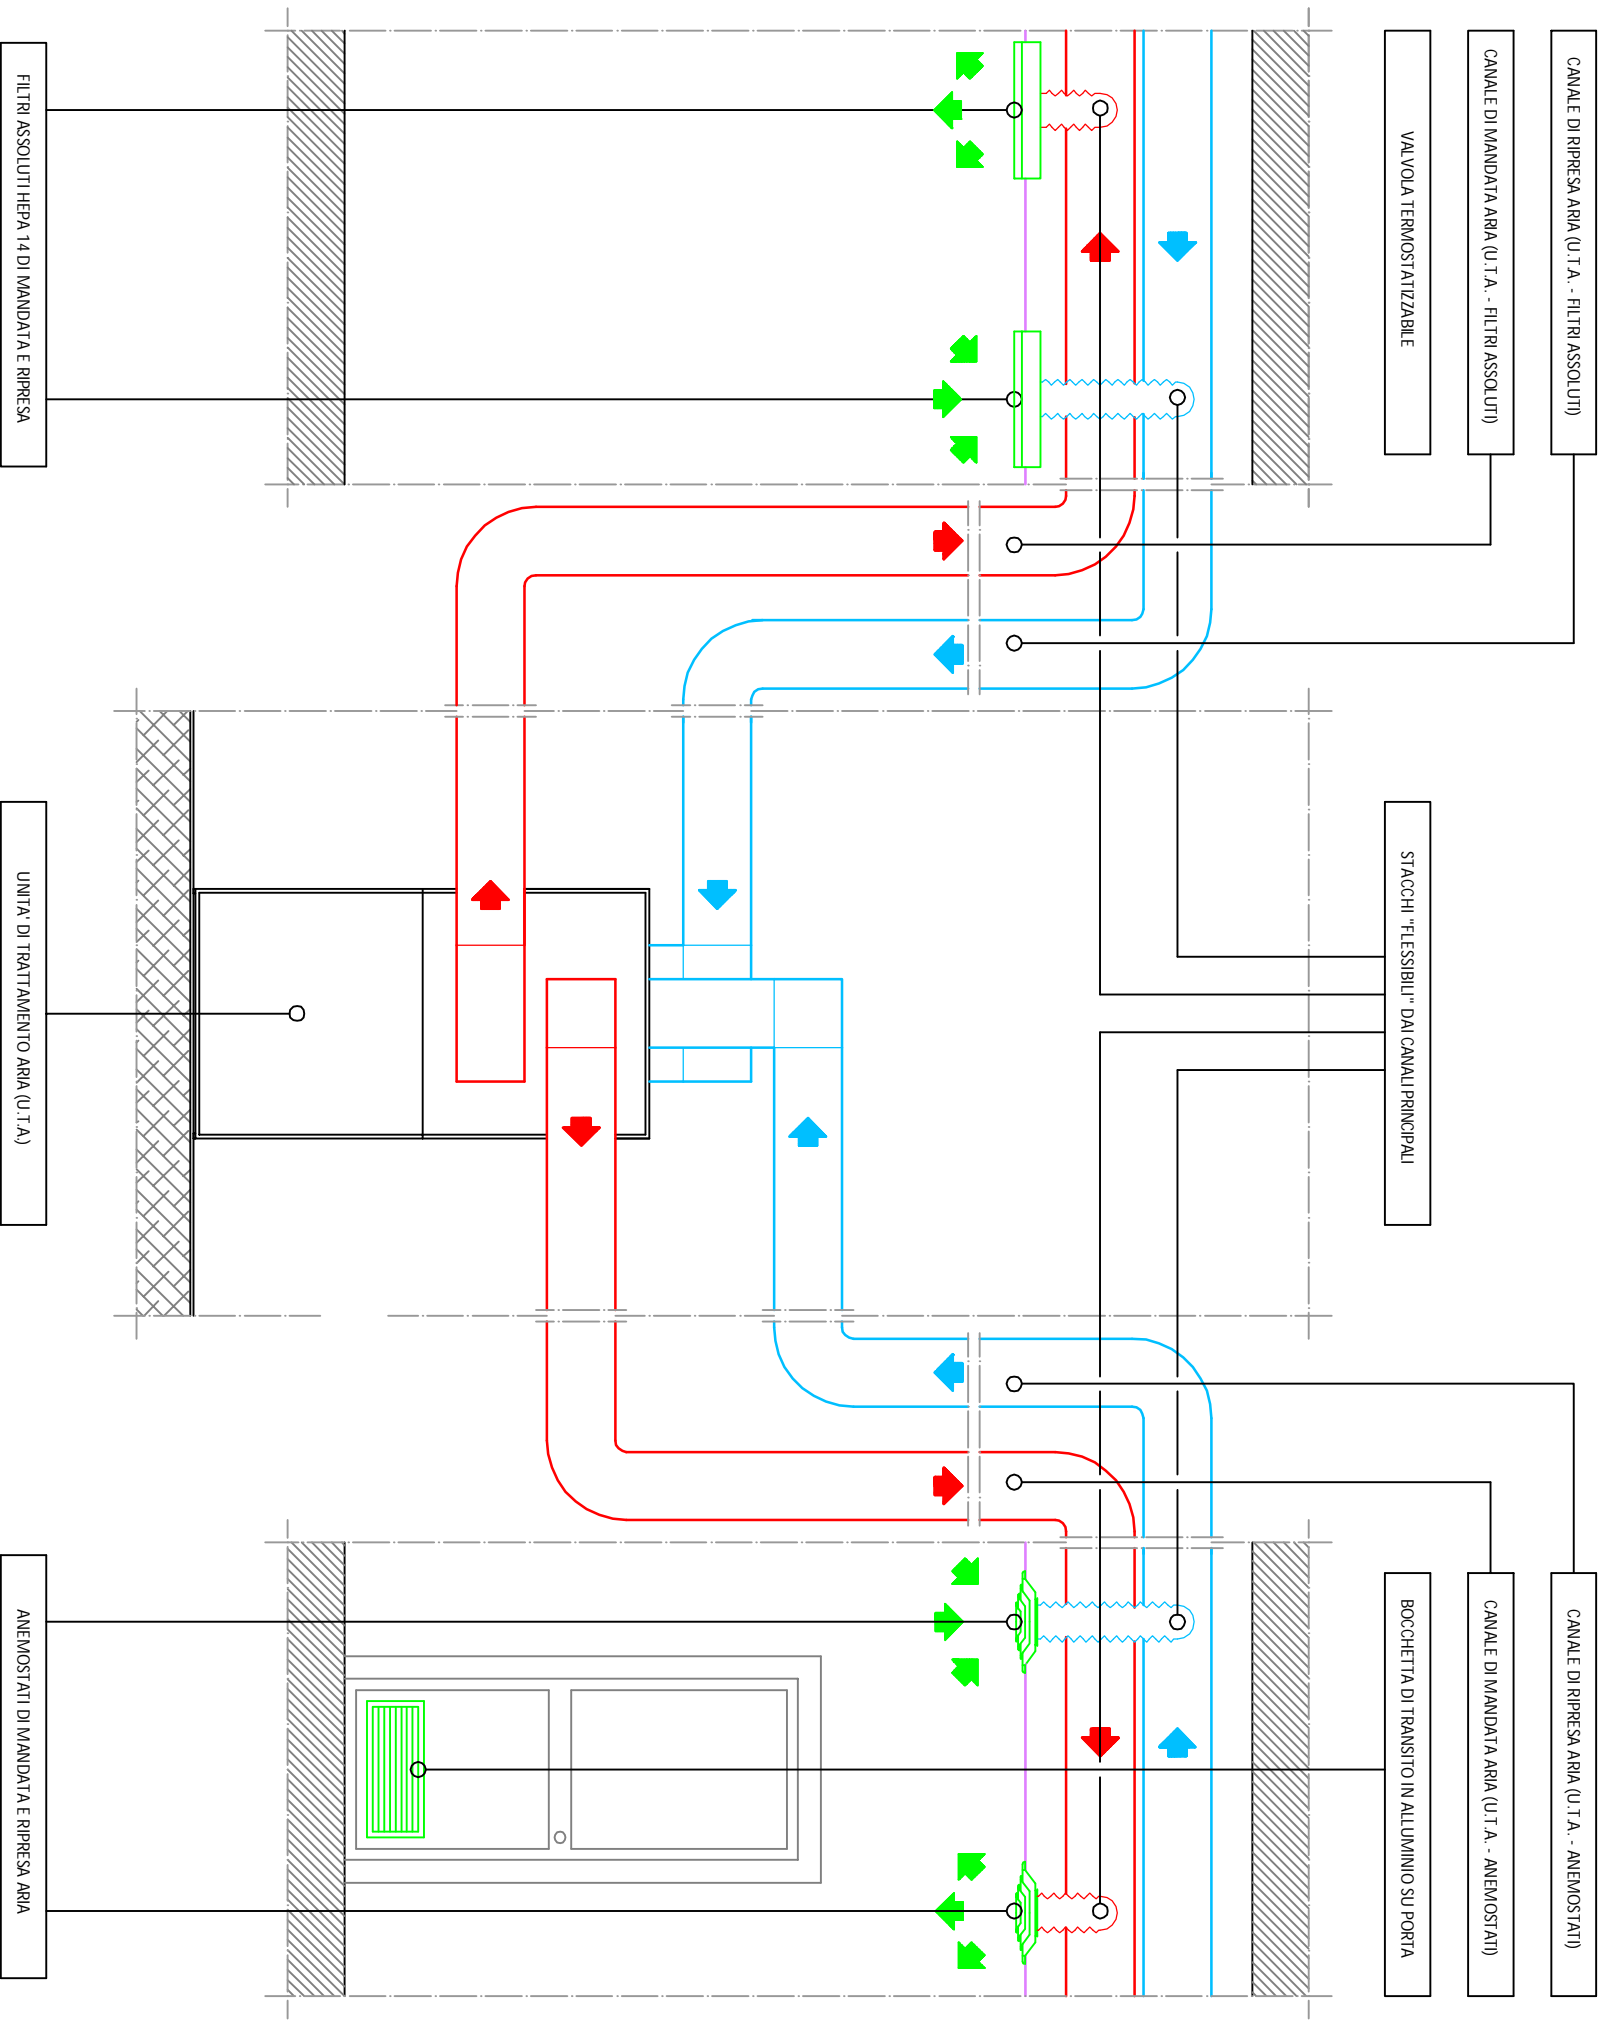 CANALE DI RIPRESA ARIA (U.T.A. - FILTRI ASSOLUTI)
CANALE DI RIPRESA ARIA (U.T.A. - ANEMOSTATI)
CANALE DI MANDATA ARIA (U.T.A. - FILTRI ASSOLUTI)
CANALE DI MANDATA ARIA (U.T.A. - ANEMOSTATI)
VALVOLA TERMOSTATIZZABILE
STACCHI "FLESSIBILI" DAI CANALI PRINCIPALI
BOCCHETTA DI TRANSITO IN ALLUMINIO SU PORTA
FILTRI ASSOLUTI HEPA 14 DI MANDATA E RIPRESA
UNITA' DI TRATTAMENTO ARIA (U.T.A.)
ANEMOSTATI DI MANDATA E RIPRESA ARIA